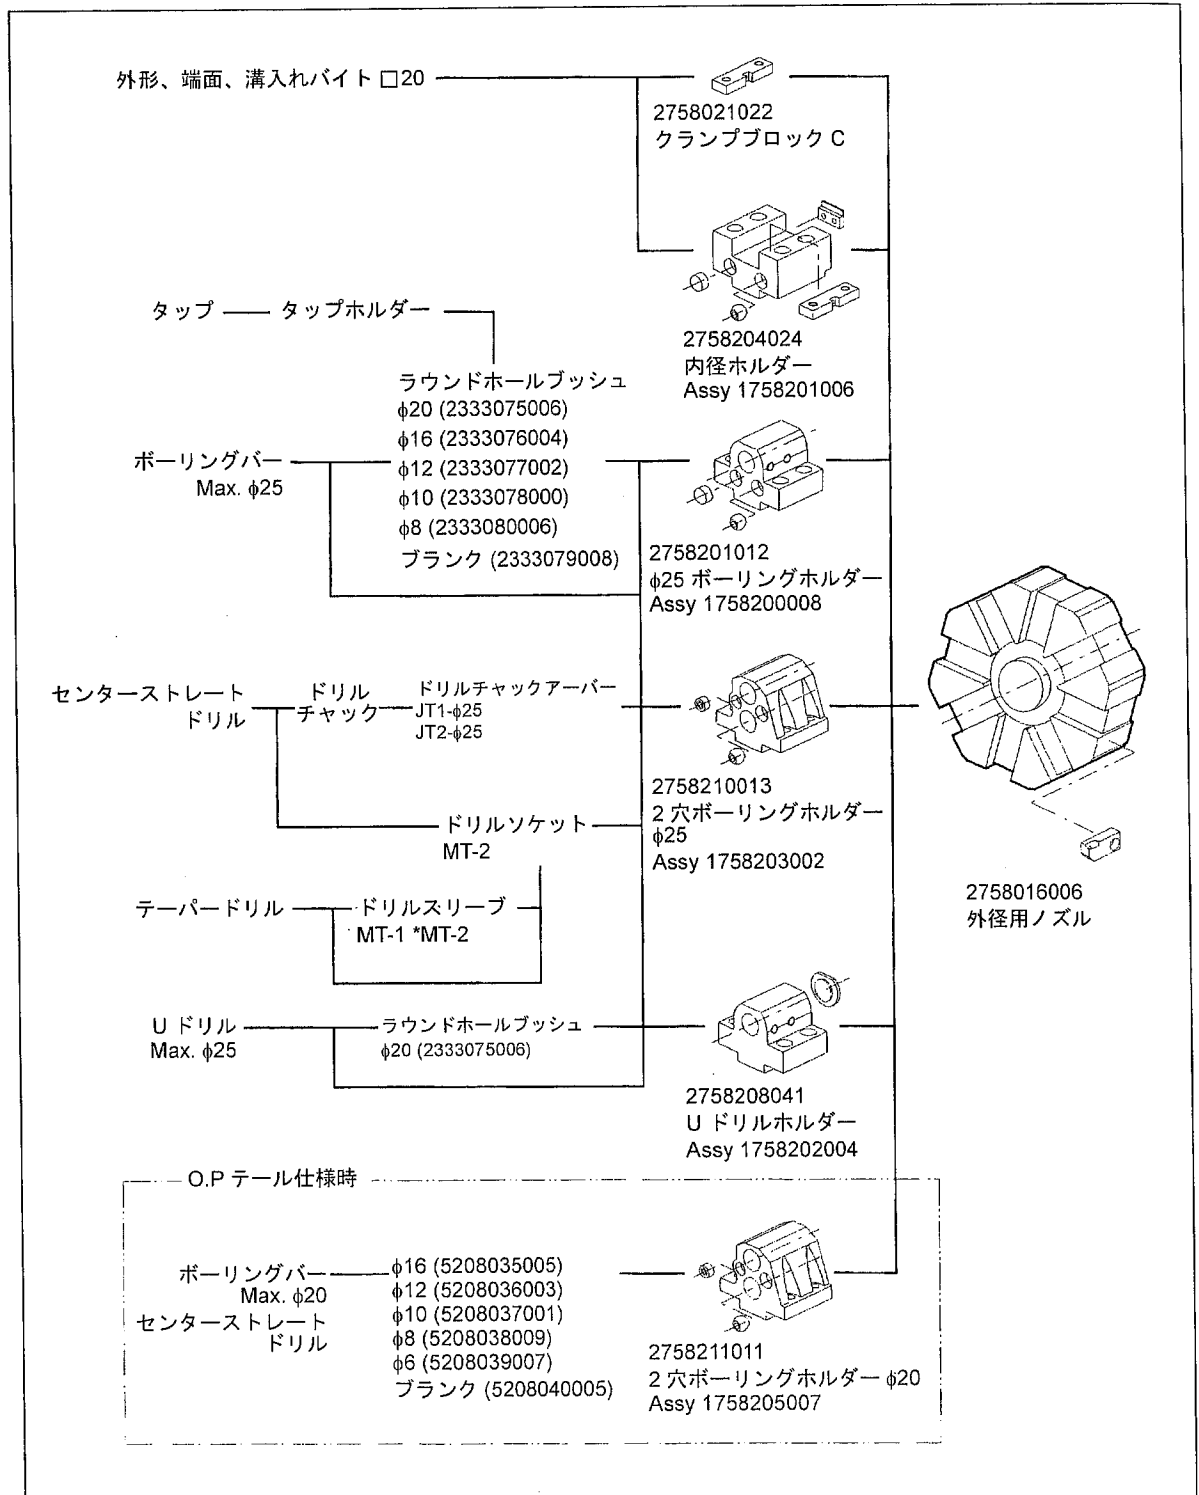 外形、端面、溝入れバイト □20
2758021022
クランプブロック C
2758204024
内径ホルダー
Assy 1758201006
タップ
タップホルダー
ラウンドホールブッシュ
φ20 (2333075006)
φ16 (2333076004)
φ12 (2333077002)
φ10 (2333078000)
φ8 (2333080006)
ブランク (2333079008)
ボーリングバー
Max. φ25
2758201012
φ25 ボーリングホルダー
Assy 1758200008
センターストレート
ドリル
ドリル
チャック
ドリルチャックアーバー
JT1-φ25
JT2-φ25
2758210013
2 穴ボーリングホルダー
φ25
Assy 1758203002
ドリルソケット
MT-2
テーパードリル
ドリルスリーブ
MT-1 *MT-2
2758016006
外径用ノズル
U ドリル
Max. φ25
ラウンドホールブッシュ
φ20 (2333075006)
2758208041
U ドリルホルダー
Assy 1758202004
O.P テール仕様時
ボーリングバー
Max. φ20
センターストレート
ドリル
φ16 (5208035005)
φ12 (5208036003)
φ10 (5208037001)
φ8 (5208038009)
φ6 (5208039007)
ブランク (5208040005)
2758211011
2 穴ボーリングホルダー φ20
Assy 1758205007